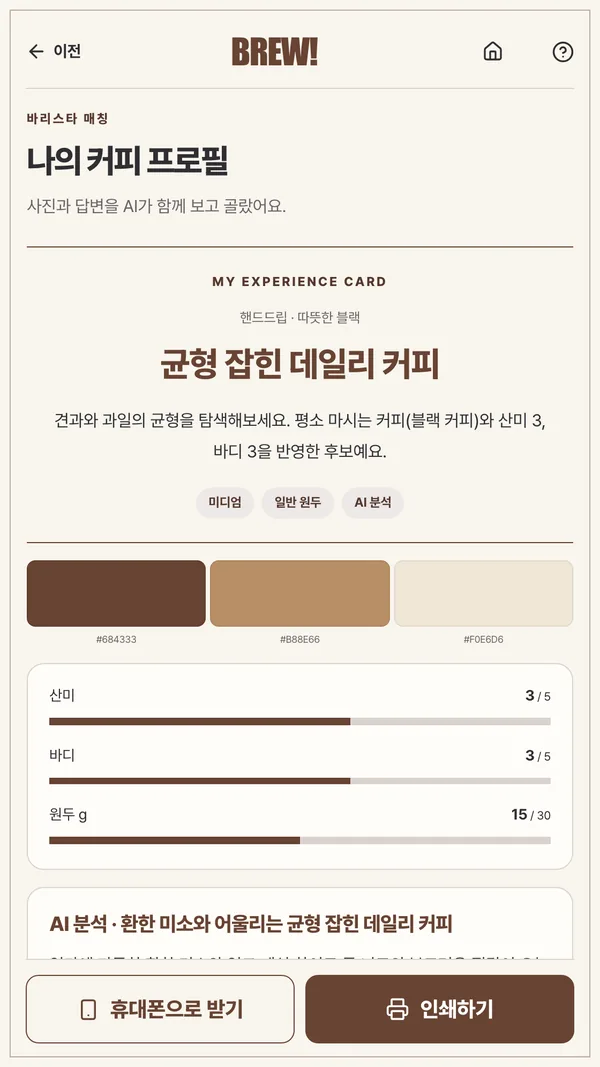 이전
BREW!
바리스타 매칭
나의 커피 프로필
사진과 답변을 AI가 함께 보고 골랐어요.
MY EXPERIENCE CARD
핸드드립 · 따뜻한 블랙
균형 잡힌 데일리 커피
견과와 과일의 균형을 탐색해보세요. 평소 마시는 커피(블랙 커피)와 산미 3,
바디 3을 반영한 후보예요.
미디엄 일반 원두 AI 분석
#684333 #B88E66 #F0E6D6
산미 3 / 5
바디 3 / 5
원두 g 15 / 30
AI 분석 · 환한 미소와 어울리는 균형 잡힌 데일리 커피
휴대폰으로 받기 인쇄하기